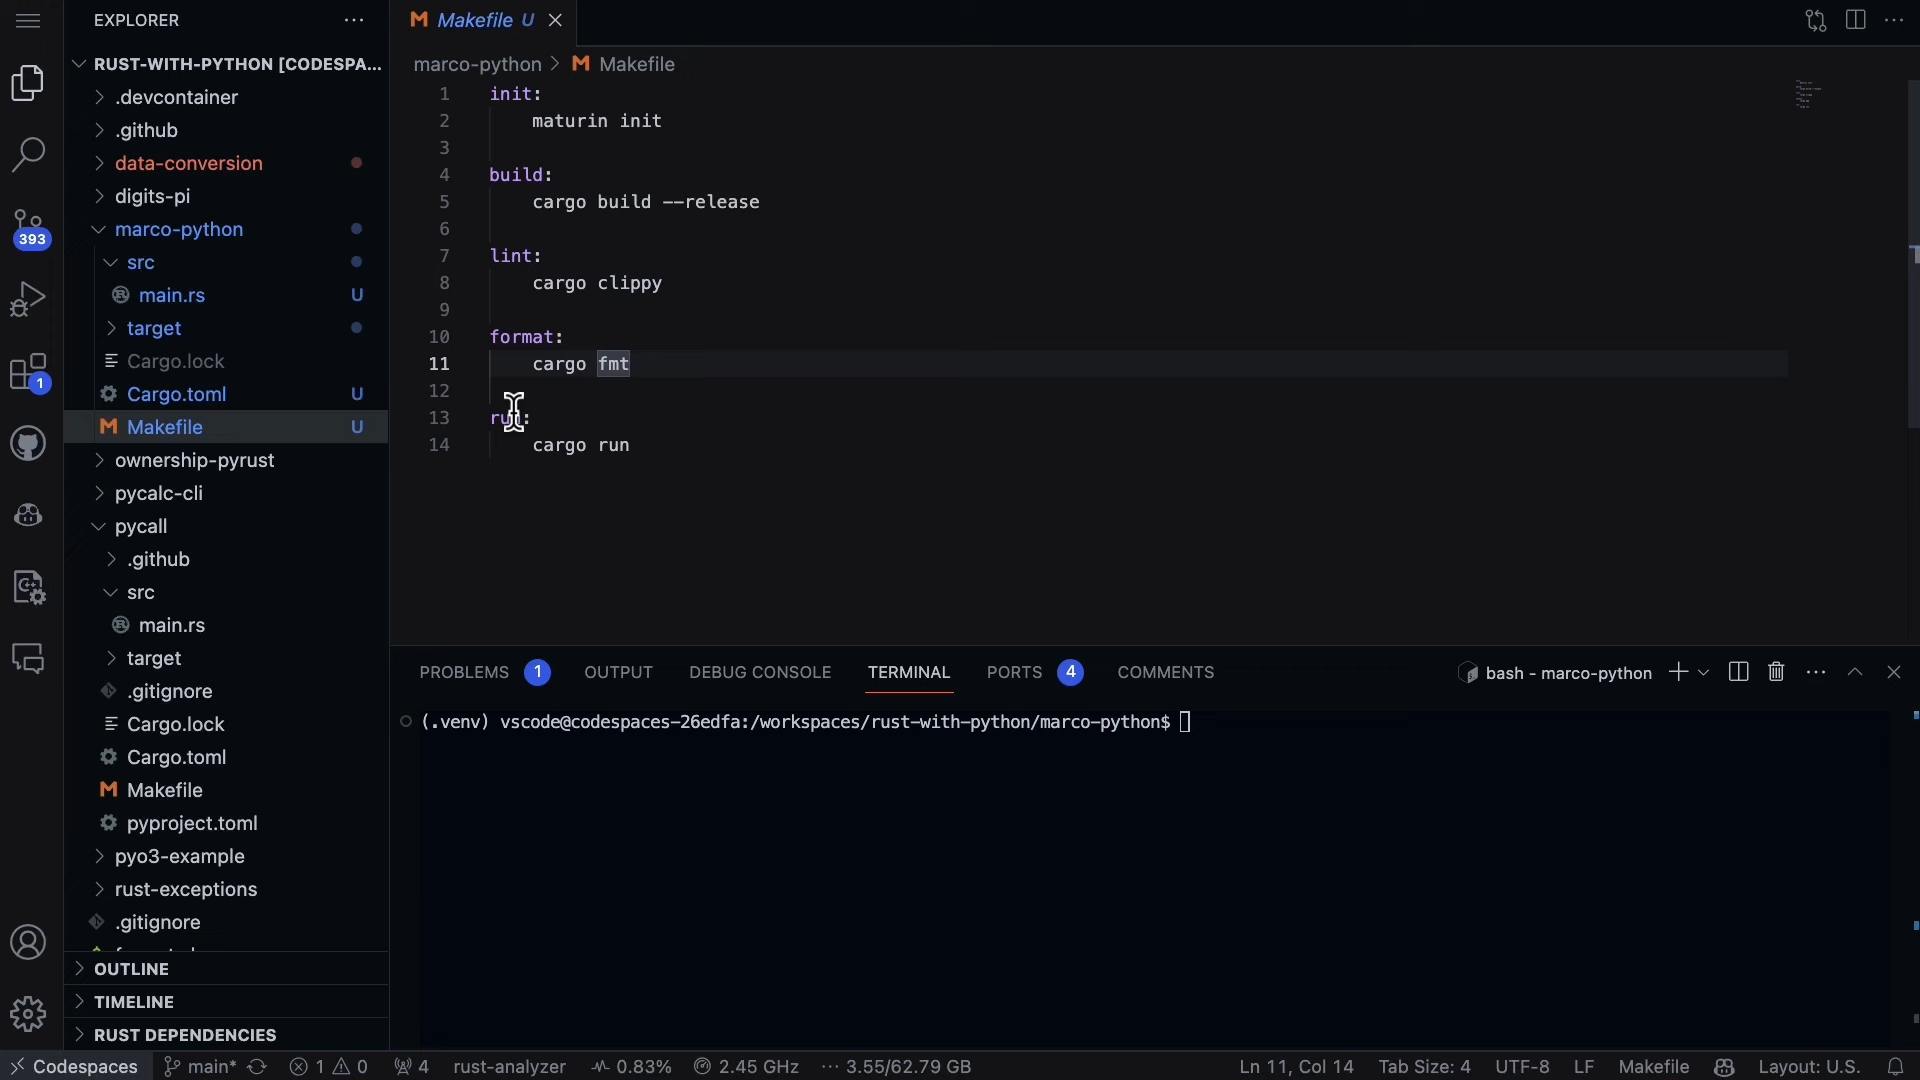 EXPLORER
RUST-WITH-PYTHON [CODESPA...
.devcontainer
.github
data-conversion
digits-pi
marco-python
src
main.rs U
target
Cargo.lock
Cargo.toml U
Makefile U
ownership-pyrust
pycalc-cli
pycall
.github
src
main.rs
target
.gitignore
Cargo.lock
Cargo.toml
Makefile
pyproject.toml
pyo3-example
rust-exceptions
.gitignore
OUTLINE
TIMELINE
RUST DEPENDENCIES
393
1
M Makefile U
marco-python > M Makefile
1 init:
2 maturin init
3
4 build:
5 cargo build --release
6
7 lint:
8 cargo clippy
9
10 format:
11 cargo fmt
12
13 run:
14 cargo run
PROBLEMS 1 OUTPUT DEBUG CONSOLE TERMINAL PORTS 4 COMMENTS bash - marco-python
(.venv) vscode@codespaces-26edfa:/workspaces/rust-with-python/marco-python$
Codespaces main* 1 0 4 rust-analyzer 0.83% 2.45 GHz 3.55/62.79 GB Ln 11, Col 14 Tab Size: 4 UTF-8 LF Makefile Layout: U.S.